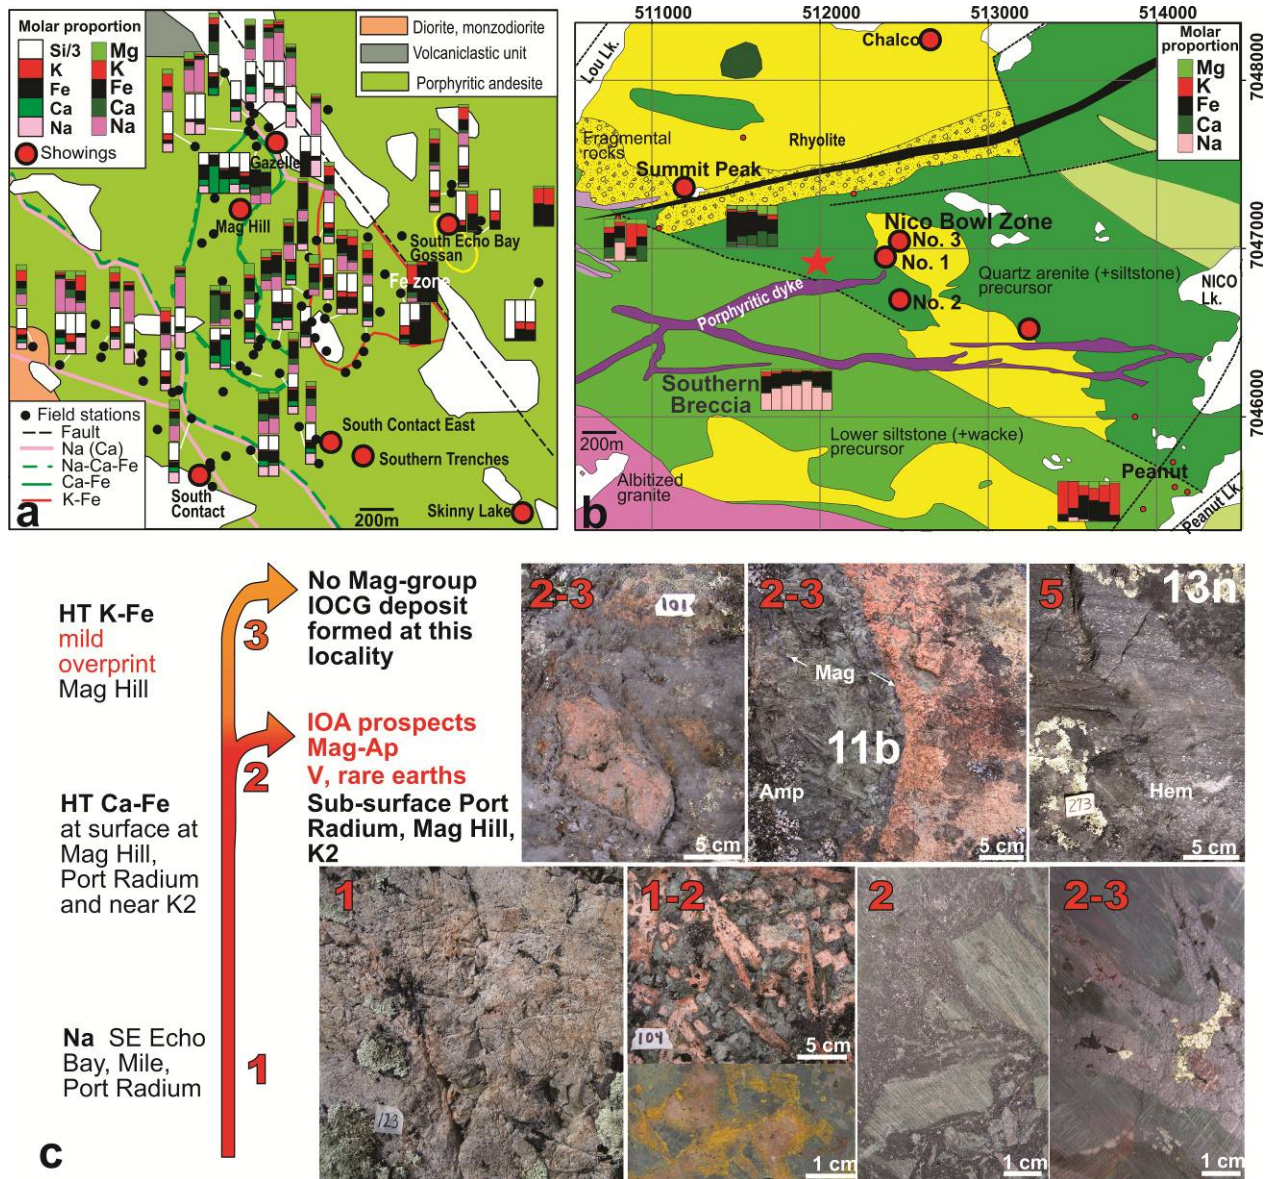 Molar proportion
Si/3 Mg
K K
Fe Fe
Ca Ca
Na Na
Showings
Diorite, monzodiorite
Volcaniclastic unit
Porphyritic andesite
Gazelle
Mag Hill
South Echo Bay
Gossan
Fe zone
South Contact East
Southern Trenches
South
Contact
Skinny Lake
Field stations
Fault
Na (Ca)
Na-Ca-Fe
Ca-Fe
K-Fe
200m
a
511000 512000 513000 514000
7048000
7047000
7046000
Molar
proportion
Mg
K
Fe
Ca
Na
Lou Lk.
Chalco
Fragmental
rocks
Rhyolite
Summit Peak
Nico Bowl Zone
No. 3
No. 1
No. 2
Quartz arenite (+siltstone)
precursor
NICO
Lk.
Porphyritic dyke
Southern
Breccia
200m
Lower siltstone (+wacke)
precursor
Albitized
granite
Peanut
Peanut Lk.
b
HT K-Fe
mild
overprint
Mag Hill
3
No Mag-group
IOCG deposit
formed at this
locality
2
IOA prospects
Mag-Ap
V, rare earths
Sub-surface Port
Radium, Mag Hill,
K2
HT Ca-Fe
at surface at
Mag Hill,
Port Radium
and near K2
Na SE Echo
Bay, Mile,
Port Radium
1
c
2-3
101
5 cm
2-3
Mag
11b
Amp
5 cm
5
13n
273
Hem
5 cm
1
123
1-2
104
5 cm
1 cm
2
1 cm
2-3
1 cm